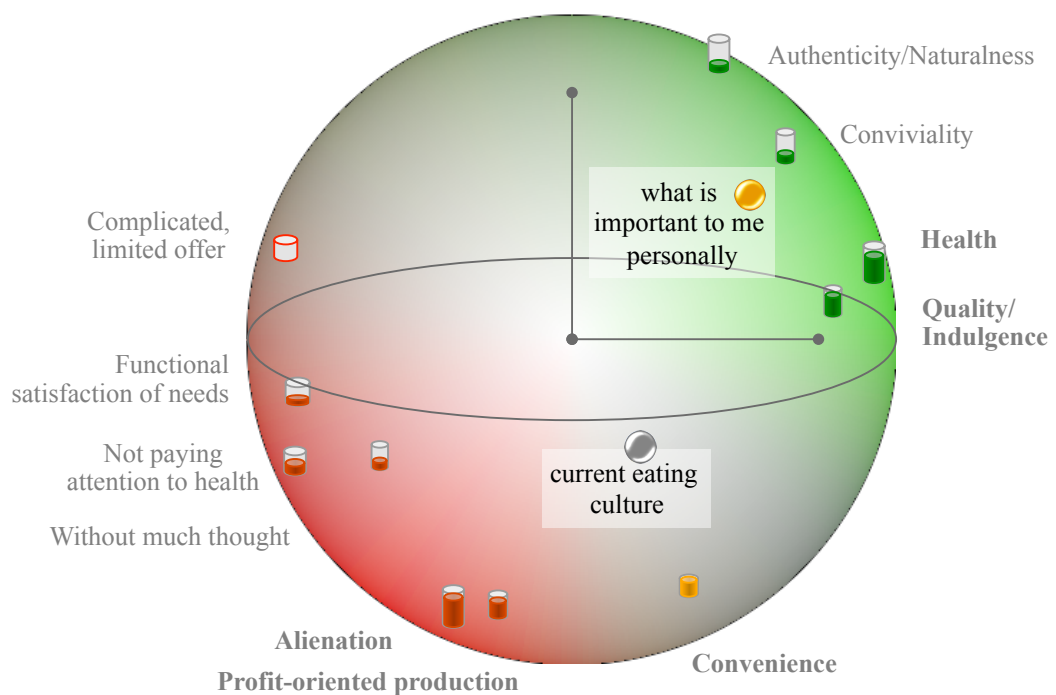 Authenticity/Naturalness
Conviviality
what is
important to me
personally
Complicated,
limited offer
Health
Quality/
Indulgence
Functional
satisfaction of needs
Not paying
attention to health
current eating
culture
Without much thought
Alienation
Convenience
Profit-oriented production